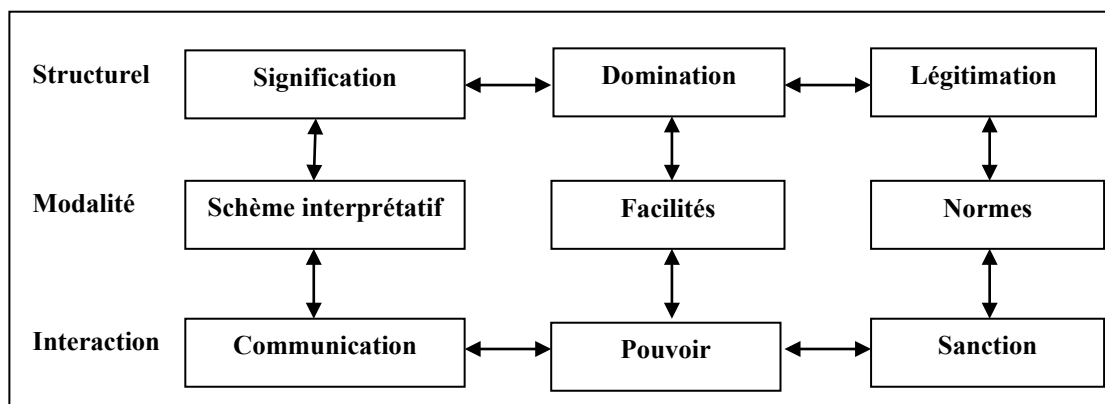 Structurel Signification Domination Légitimation
Modalité Schème interprétatif Facilités Normes
Interaction Communication Pouvoir Sanction